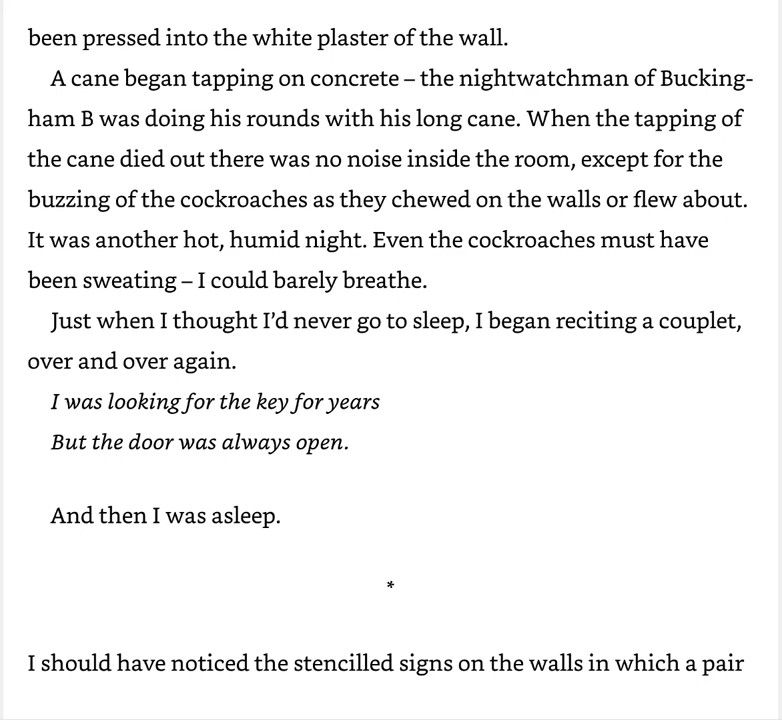 been pressed into the white plaster of the wall.
A cane began tapping on concrete – the nightwatchman of Bucking-
ham B was doing his rounds with his long cane. When the tapping of
the cane died out there was no noise inside the room, except for the
buzzing of the cockroaches as they chewed on the walls or flew about.
It was another hot, humid night. Even the cockroaches must have
been sweating – I could barely breathe.
Just when I thought I’d never go to sleep, I began reciting a couplet,
over and over again.
I was looking for the key for years
But the door was always open.
And then I was asleep.
*
I should have noticed the stencilled signs on the walls in which a pair